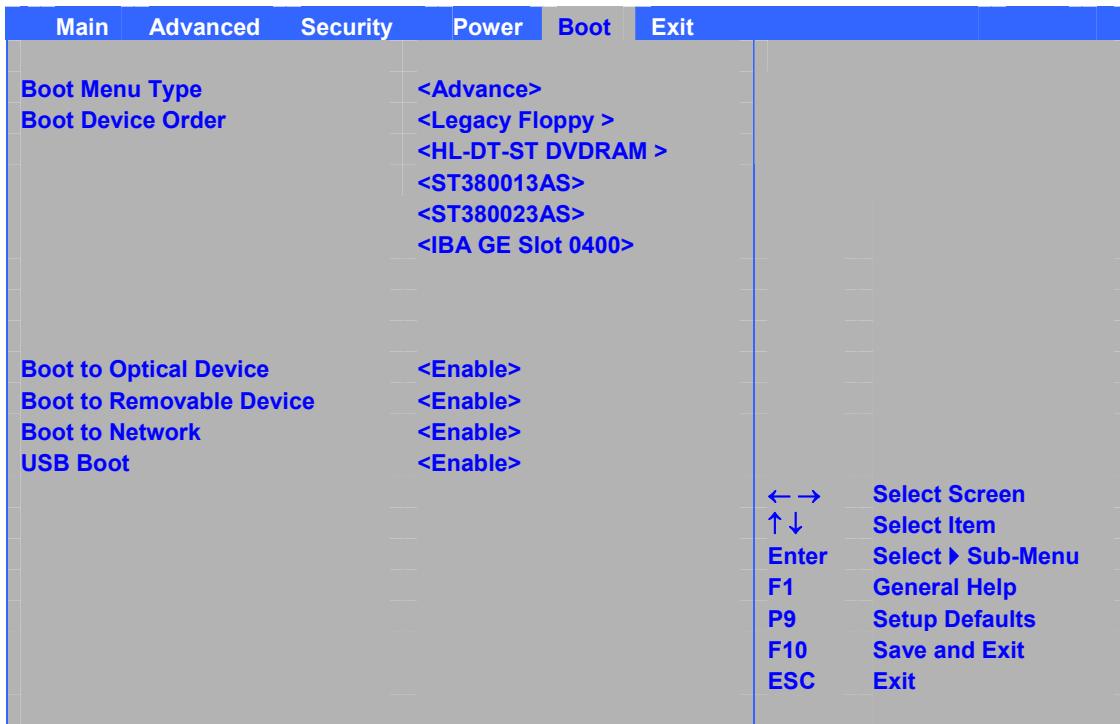 Main Advanced Security Power Boot Exit
Boot Menu Type <Advance>
Boot Device Order <Legacy Floppy >
<HL-DT-ST DVDRAM >
<ST380013AS>
<ST380023AS>
<IBA GE Slot 0400>
Boot to Optical Device <Enable>
Boot to Removable Device <Enable>
Boot to Network <Enable>
USB Boot <Enable>
← → Select Screen
↑↓ Select Item
Enter Select ▶ Sub-Menu
F1 General Help
P9 Setup Defaults
F10 Save and Exit
ESC Exit